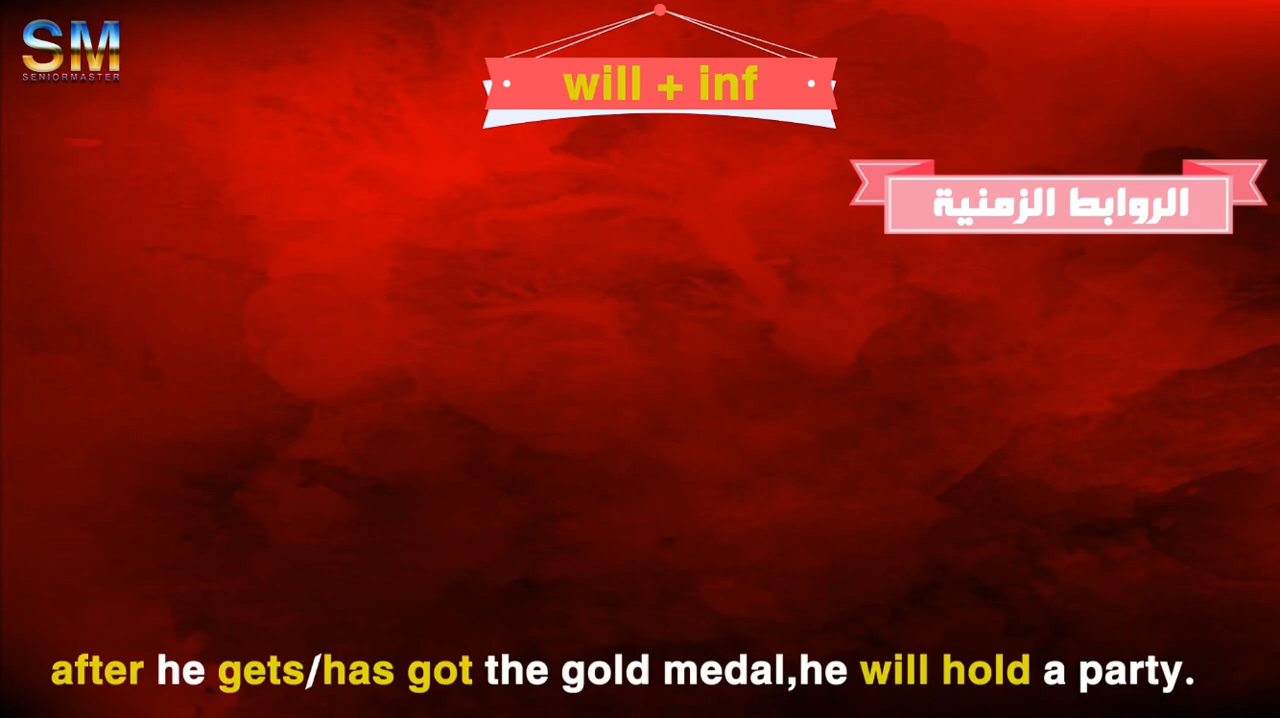 SM
SENIORMASTER
will + inf
الروابط الزمنية
after he gets/has got the gold medal,he will hold a party.